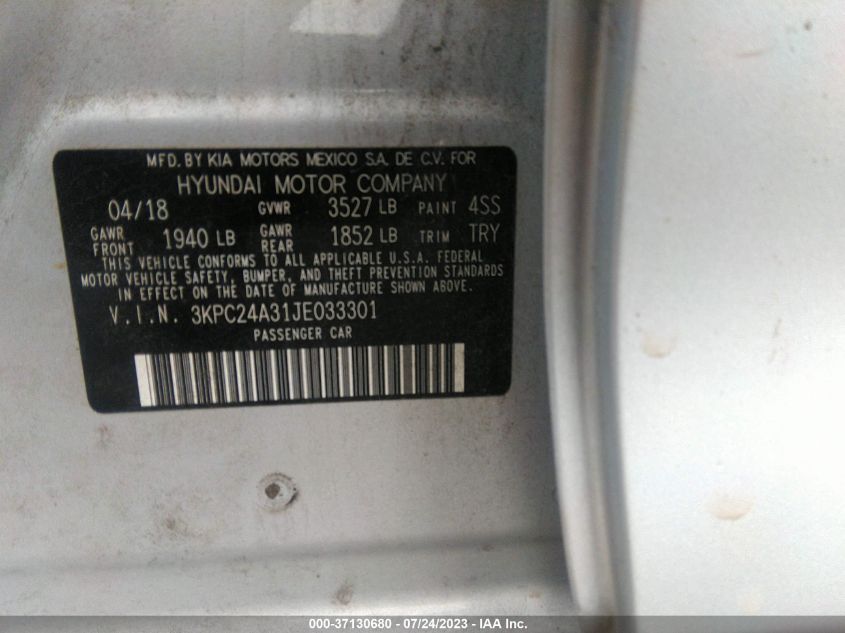 MFD. BY KIA MOTORS MEXICO S.A. DE C.V. FOR
HYUNDAI MOTOR COMPANY
04/18 GVWR 3527 LB PAINT 4SS
GAWR FRONT 1940 LB GAWR REAR 1852 LB TRIM TRY
THIS VEHICLE CONFORMS TO ALL APPLICABLE U.S.A. FEDERAL
MOTOR VEHICLE SAFETY, BUMPER, AND THEFT PREVENTION STANDARDS
IN EFFECT ON THE DATE OF MANUFACTURE SHOWN ABOVE.
V.I.N. 3KPC24A31JE033301
PASSENGER CAR
000-37130680 - 07/24/2023 - IAA Inc.